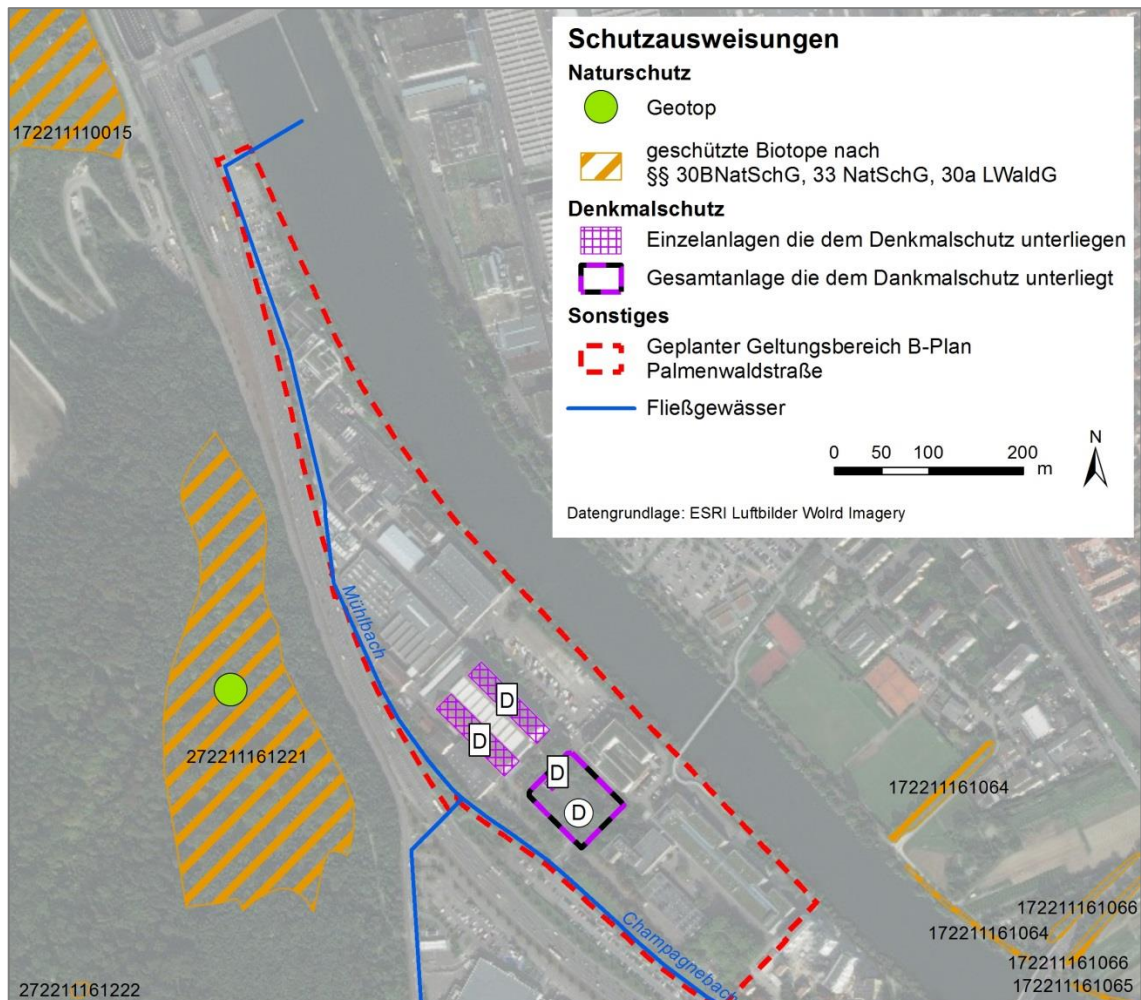 Schutzausweisungen
Naturschutz
Geotop
geschützte Biotope nach
§§ 30BNatSchG, 33 NatSchG, 30a LWaldG
Denkmalschutz
Einzelanlagen die dem Denkmalschutz unterliegen
Gesamtanlage die dem Dankmalschutz unterliegt
Sonstiges
Geplanter Geltungsbereich B-Plan
Palmenwaldstraße
Fließgewässer
0 50 100 200
m
N
Datengrundlage: ESRI Luftbilder Wolrd Imagery
172211110015
Mühlbach
272211161221
D
D
D
D
172211161064
Champagnebach
172211161066
172211161064
172211161066
172211161065
272211161222